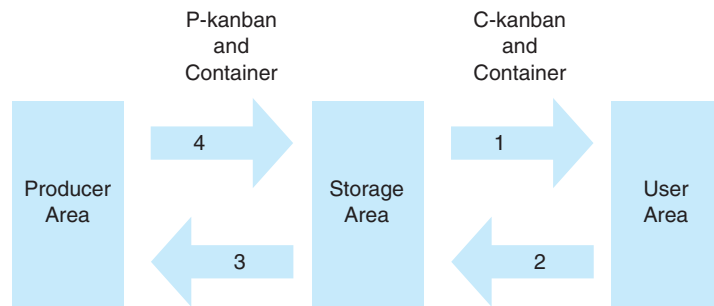 P-kanban
and
Container
C-kanban
and
Container
Producer
Area
4
Storage
Area
1
User
Area
3
2